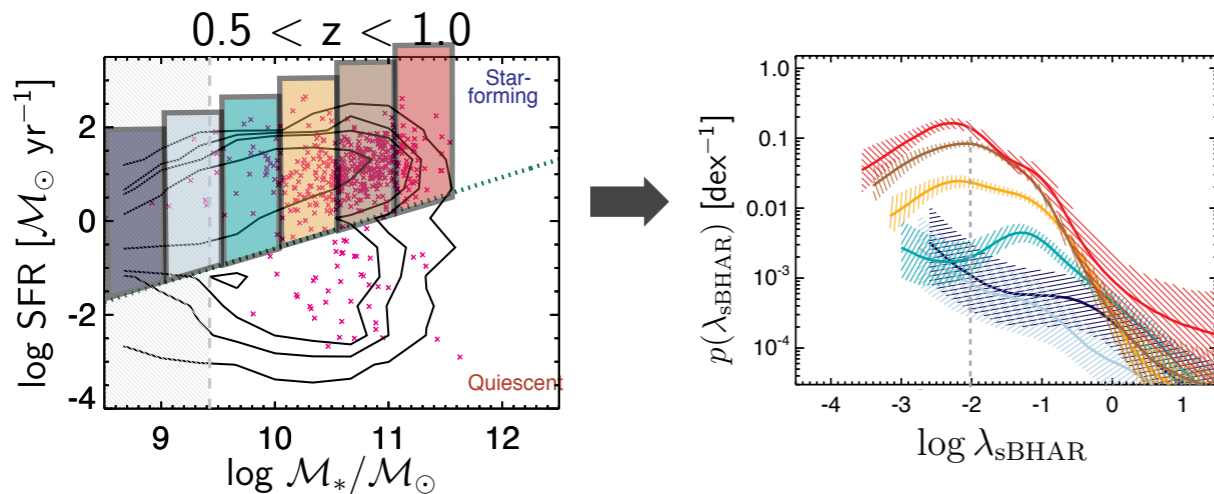 0.5 < z < 1.0
log SFR [M⊙ yr⁻¹]
2
0
-2
-4
Star-
forming
Quiescent
9 10 11 12
log M*/M⊙
p(λsBHAR) [dex⁻¹]
1.0
0.1
0.01
10⁻³
10⁻⁴
-4 -3 -2 -1 0 1
log λsBHAR